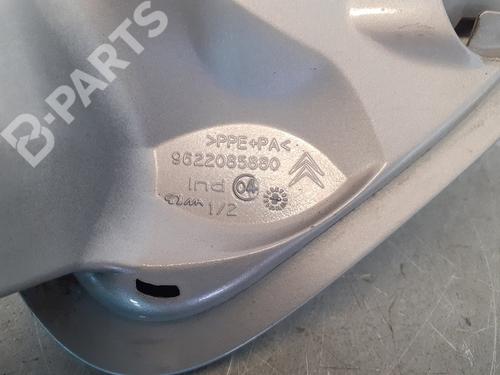 B-PARTS
>PPE+PA<
9622085880
Ind 04
1/2